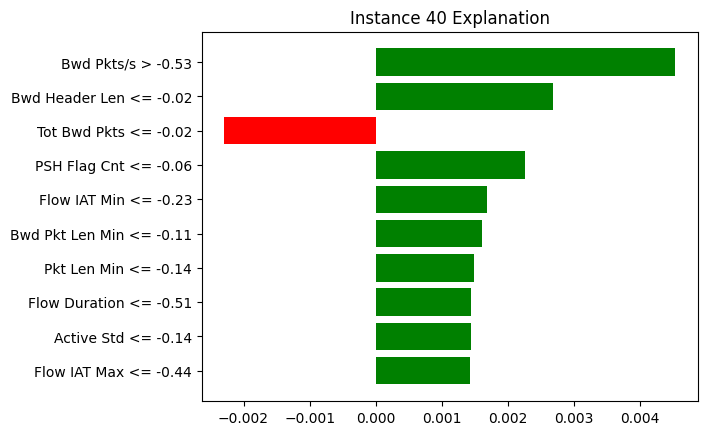 Instance 40 Explanation
Bwd Pkts/s > -0.53
Bwd Header Len <= -0.02
Tot Bwd Pkts <= -0.02
PSH Flag Cnt <= -0.06
Flow IAT Min <= -0.23
Bwd Pkt Len Min <= -0.11
Pkt Len Min <= -0.14
Flow Duration <= -0.51
Active Std <= -0.14
Flow IAT Max <= -0.44
−0.002 −0.001 0.000 0.001 0.002 0.003 0.004